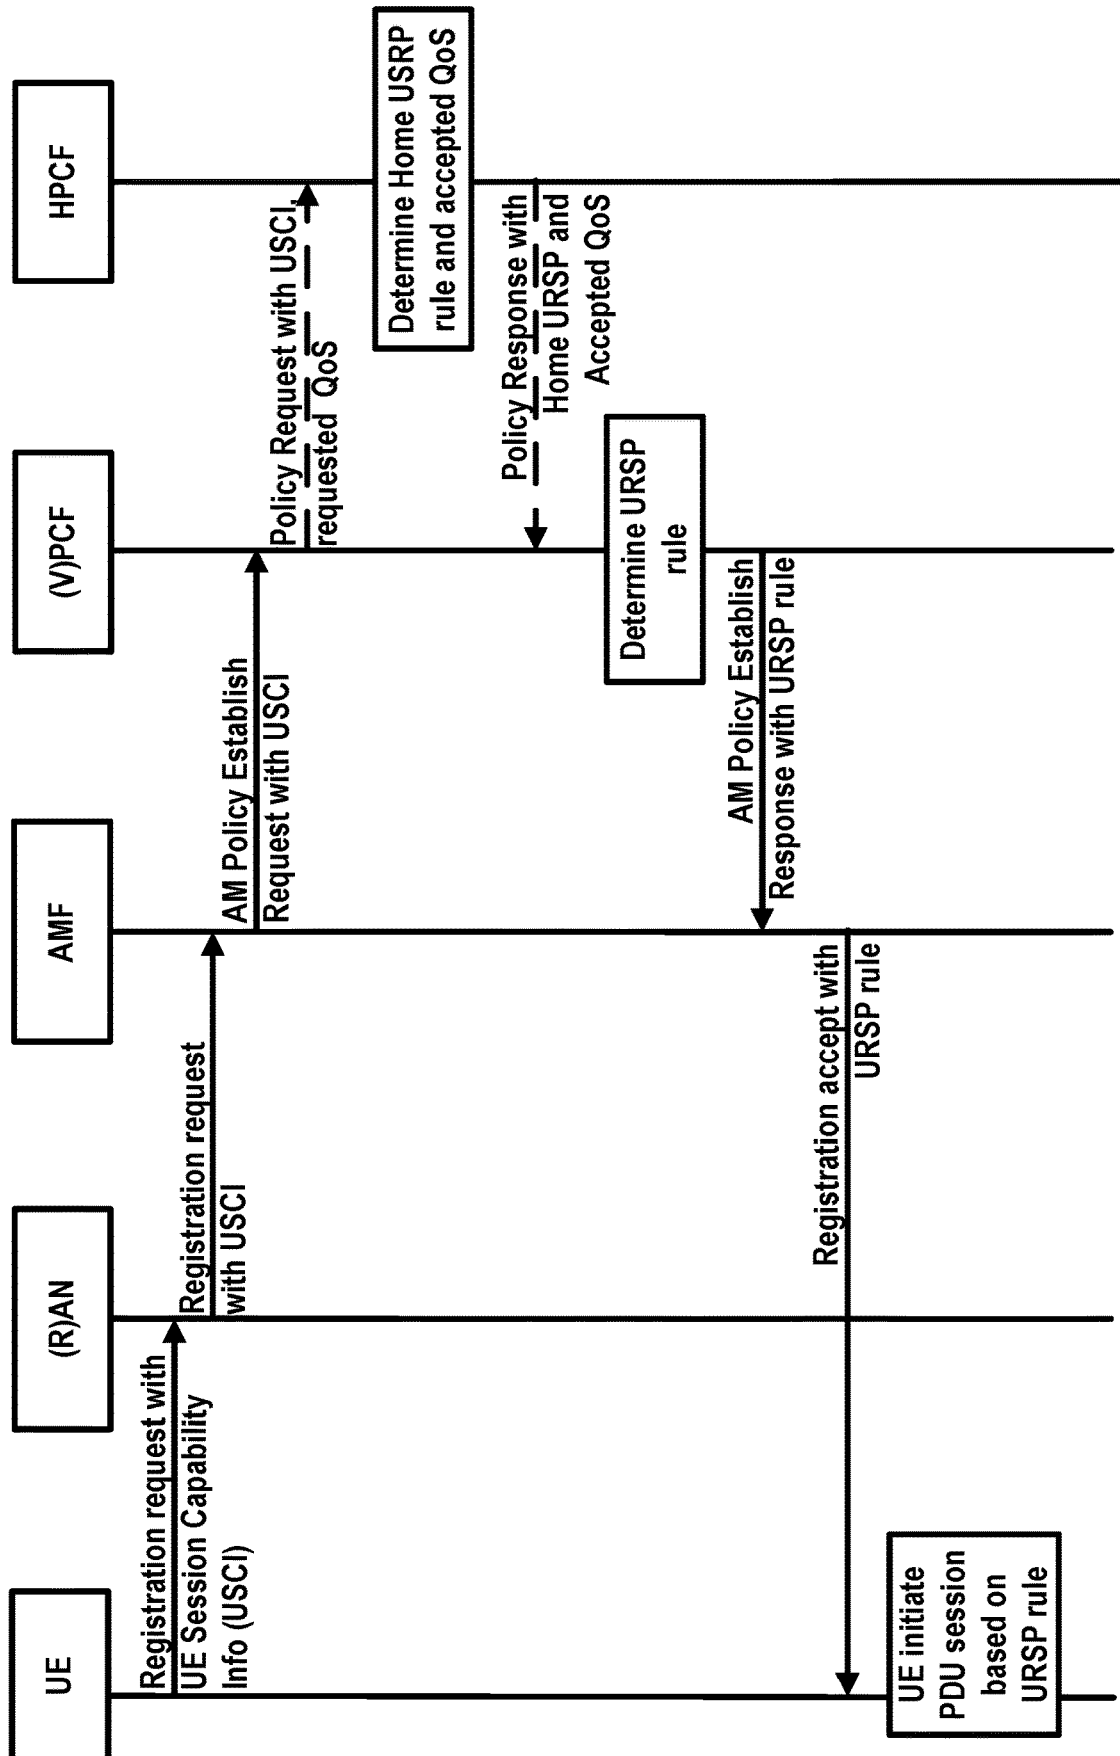 UE
(R)AN
AMF
(V)PCF
HPCF
Registration request with
UE Session Capability
Info (USCI)
Registration request
with USCI
AM Policy Establish
Request with USCI
Policy Request with USCI,
requested QoS
Determine Home USRP
rule and accepted QoS
Policy Response with
Home URSP and
Accepted QoS
Determine URSP
rule
AM Policy Establish
Response with URSP rule
Registration accept with
URSP rule
UE initiate
PDU session
based on
URSP rule